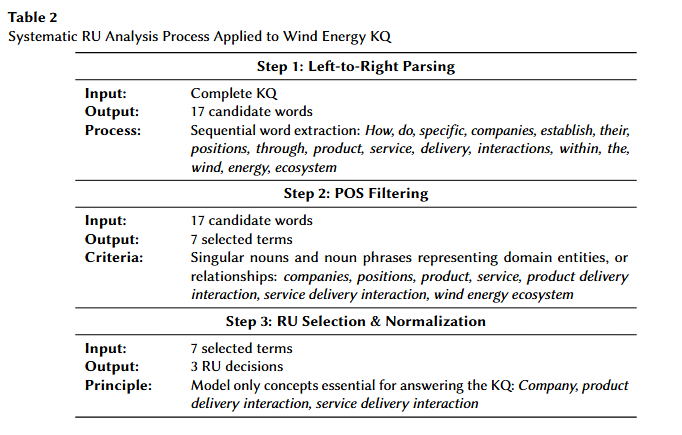 Table 2
Systematic RU Analysis Process Applied to Wind Energy KQ
Step 1: Left-to-Right Parsing
Input: Complete KQ
Output: 17 candidate words
Process: Sequential word extraction: How, do, specific, companies, establish, their,
positions, through, product, service, delivery, interactions, within, the,
wind, energy, ecosystem
Step 2: POS Filtering
Input: 17 candidate words
Output: 7 selected terms
Criteria: Singular nouns and noun phrases representing domain entities, or
relationships: companies, positions, product, service, product delivery
interaction, service delivery interaction, wind energy ecosystem
Step 3: RU Selection & Normalization
Input: 7 selected terms
Output: 3 RU decisions
Principle: Model only concepts essential for answering the KQ: Company, product
delivery interaction, service delivery interaction